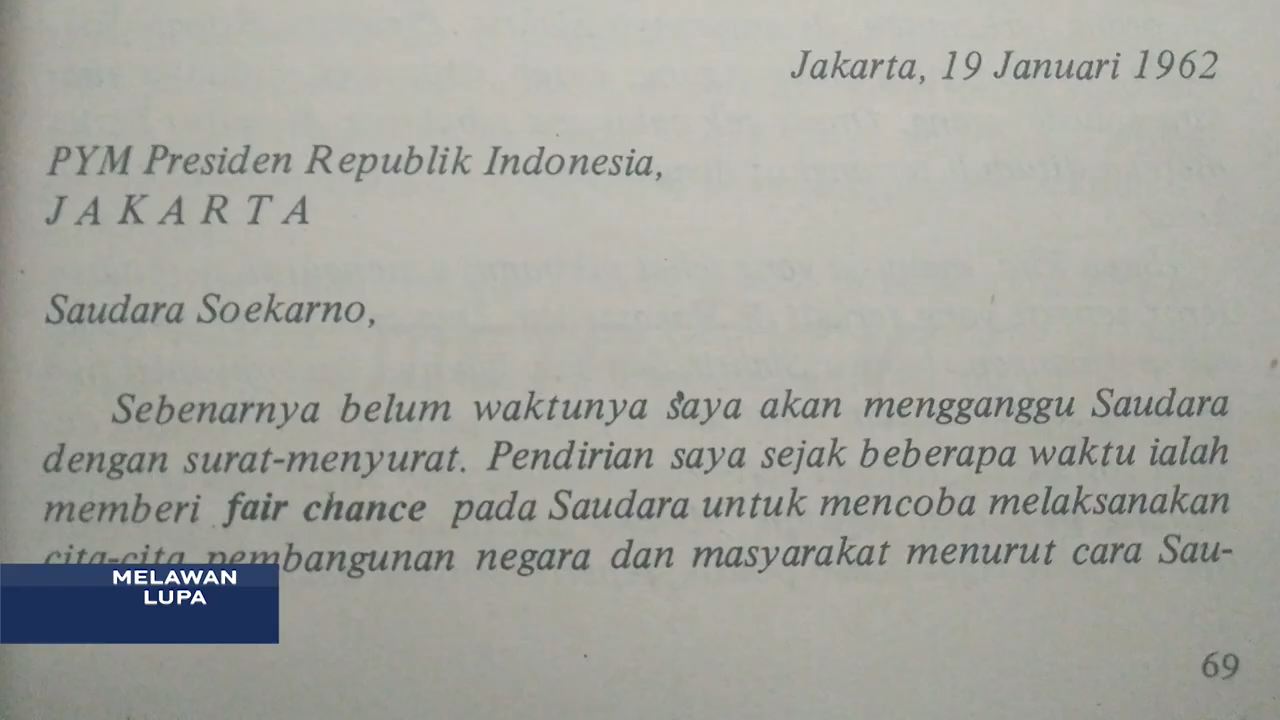 Jakarta, 19 Januari 1962
PYM Presiden Republik Indonesia,
J A K A R T A
Saudara Soekarno,
Sebenarnya belum waktunya saya akan mengganggu Saudara
dengan surat-menyurat. Pendirian saya sejak beberapa waktu ialah
memberi fair chance pada Saudara untuk mencoba melaksanakan
cita-cita pembangunan negara dan masyarakat menurut cara Sau-
MELAWAN
LUPA
69